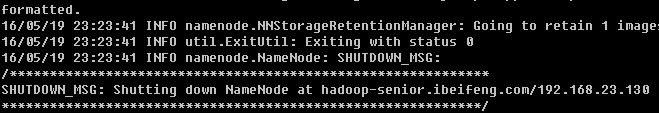 formatted.
16/05/19 23:23:41 INFO namenode.NNStorageRetentionManager: Going to retain 1 images
16/05/19 23:23:41 INFO util.ExitUtil: Exiting with status 0
16/05/19 23:23:41 INFO namenode.NameNode: SHUTDOWN_MSG:
/************************************************************
SHUTDOWN_MSG: Shutting down NameNode at hadoop-senior.ibeifeng.com/192.168.23.130
************************************************************/